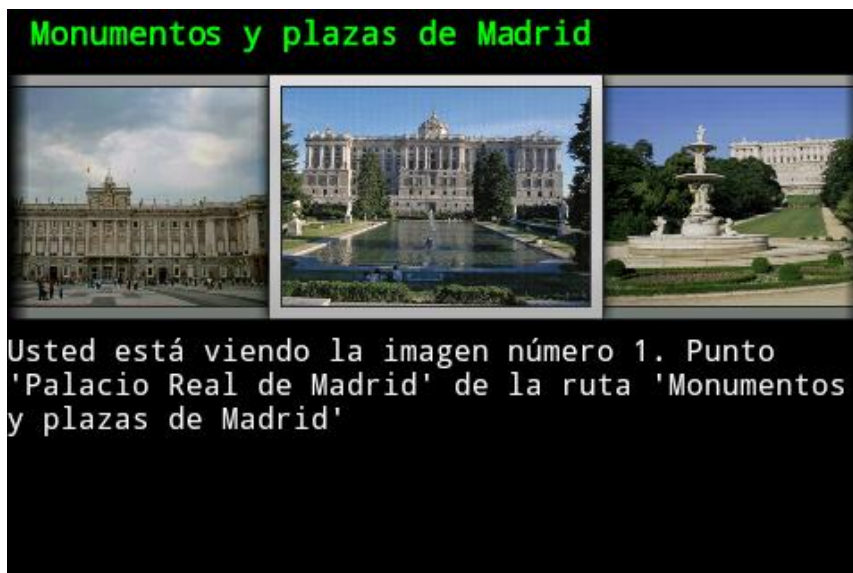 Monumentos y plazas de Madrid
Usted está viendo la imagen número 1. Punto
'Palacio Real de Madrid' de la ruta 'Monumentos
y plazas de Madrid'